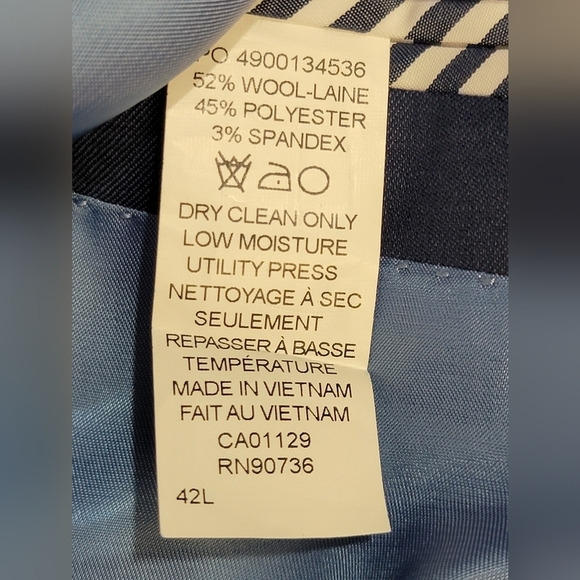 PO 4900134536
52% WOOL-LAINE
45% POLYESTER
3% SPANDEX
DRY CLEAN ONLY
LOW MOISTURE
UTILITY PRESS
NETTOYAGE À SEC
SEULEMENT
REPASSER À BASSE
TEMPÉRATURE
MADE IN VIETNAM
FAIT AU VIETNAM
CA01129
RN90736
42L